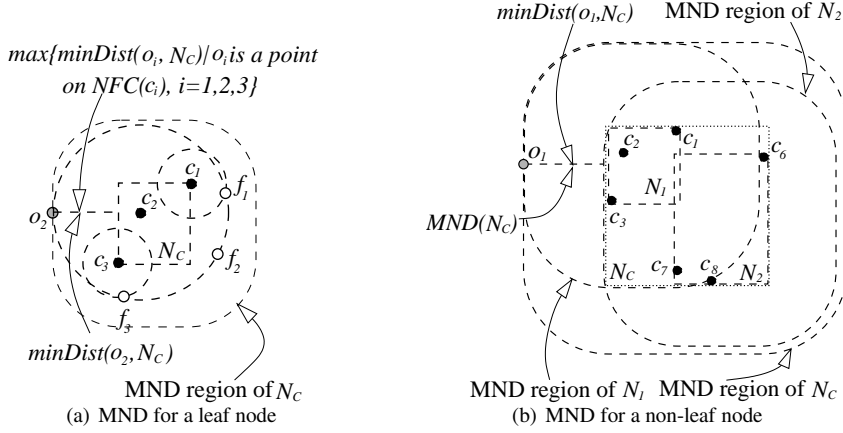 max{minDist(o_i, N_C)|o_i is a point
on NFC(c_i), i=1,2,3}
c_1
f_1
c_2
o_2
c_3
N_C
f_2
f_3
minDist(o_2,N_C)
MND region of N_C
(a) MND for a leaf node
minDist(o_1,N_C)
MND region of N_2
o_1
c_2
c_1
c_6
N_1
MND(N_C)
c_3
N_C
c_7
c_8
N_2
MND region of N_1
MND region of N_C
(b) MND for a non-leaf node